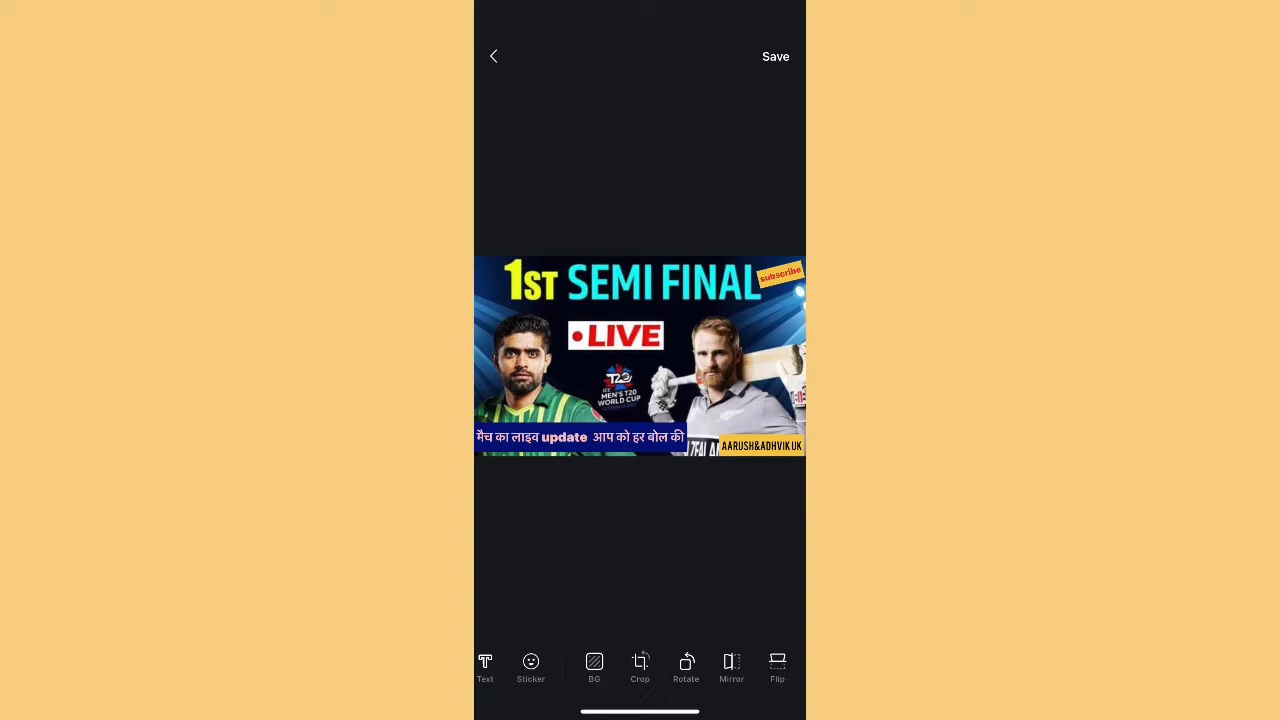 Save
1ST SEMI FINAL
subscribe
LIVE
T20
ICC
MEN'S T20
WORLD CUP
मैच का लाइव update आप को हर बोल की
AARUSH&ADHVIK UK
Text Sticker BG Crop Rotate Mirror Flip